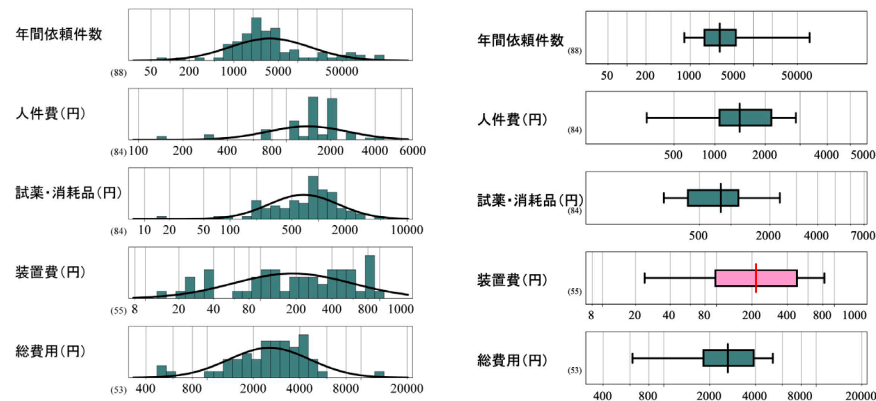 年間依頼件数
(88) 50 200 1000 5000 50000
人件費(円)
(84) 100 200 400 800 2000 4000 6000
試薬・消耗品(円)
(84) 10 20 50 100 500 2000 10000
装置費(円)
(55) 8 20 40 80 200 400 800 1000
総費用(円)
(53) 400 800 2000 4000 8000 20000
年間依頼件数
(88) 50 200 1000 5000 50000
人件費(円)
(84) 500 1000 2000 4000 5000
試薬・消耗品(円)
(84) 500 2000 4000 7000
装置費(円)
(55) 8 20 40 80 200 400 800 1000
総費用(円)
(53) 400 800 2000 4000 8000 20000